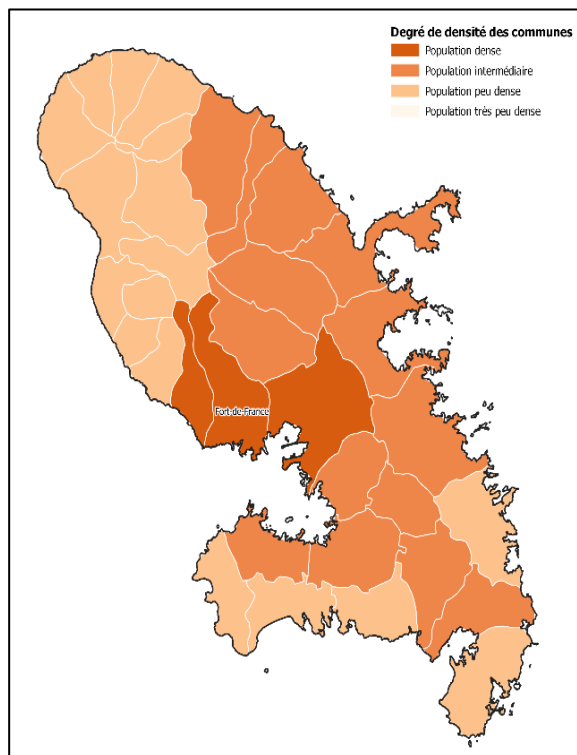 Degré de densité des communes
Population dense
Population intermédiaire
Population peu dense
Population très peu dense
Fort-de-France